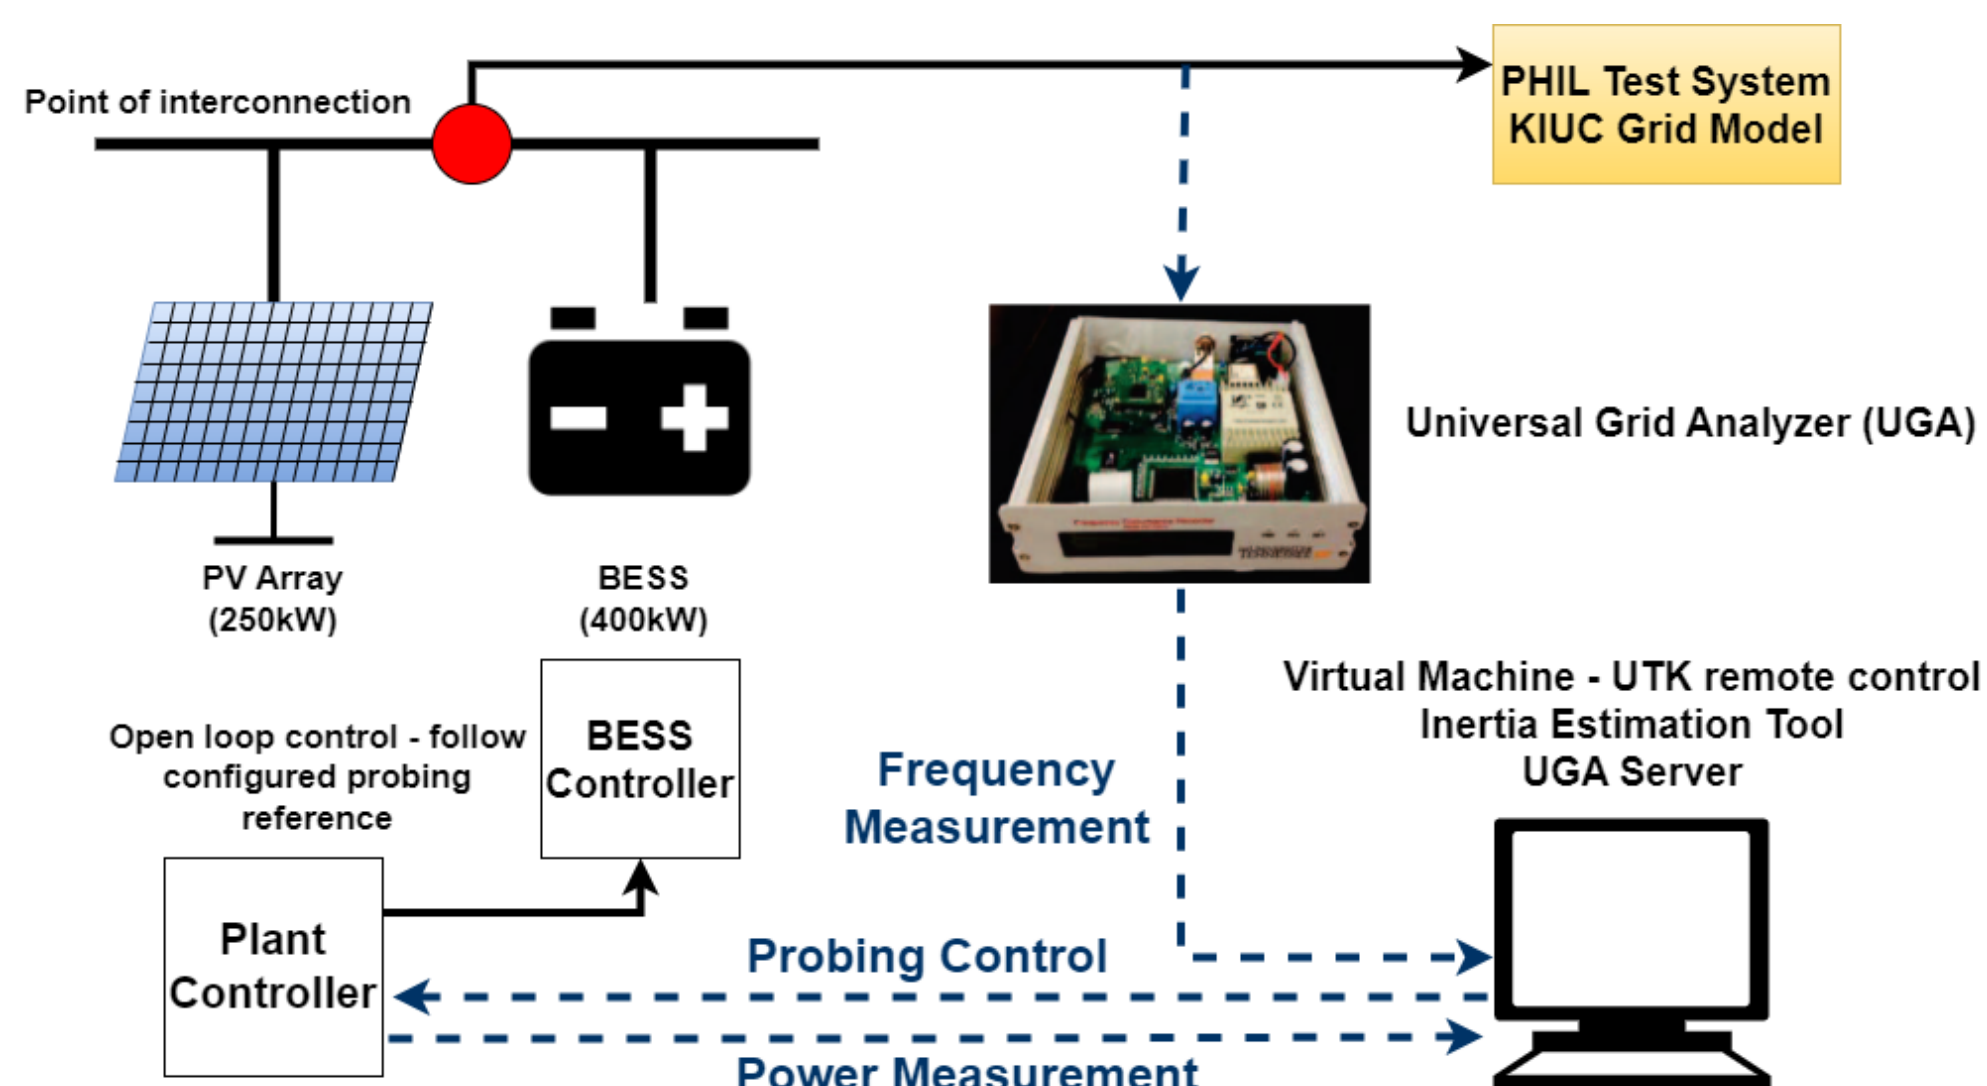 Point of interconnection
PHIL Test System
KIUC Grid Model
Universal Grid Analyzer (UGA)
PV Array
(250kW)
BESS
(400kW)
Open loop control - follow
configured probing
reference
BESS
Controller
Plant
Controller
Frequency
Measurement
Virtual Machine - UTK remote control
Inertia Estimation Tool
UGA Server
Probing Control
Power Measurement